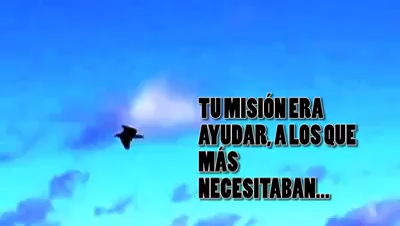 TU MISIÓN ERA
AYUDAR, A LOS QUE
MÁS
NECESITABAN...